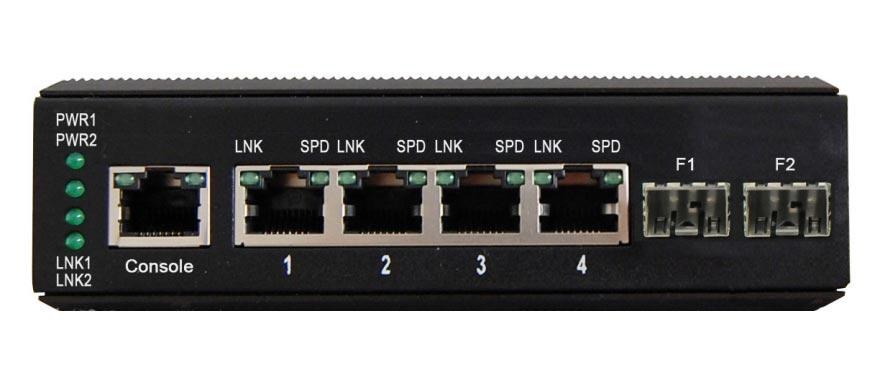 PWR1
PWR2
LNK1
LNK2
Console
LNK SPD LNK SPD LNK SPD LNK SPD
1 2 3 4
F1 F2